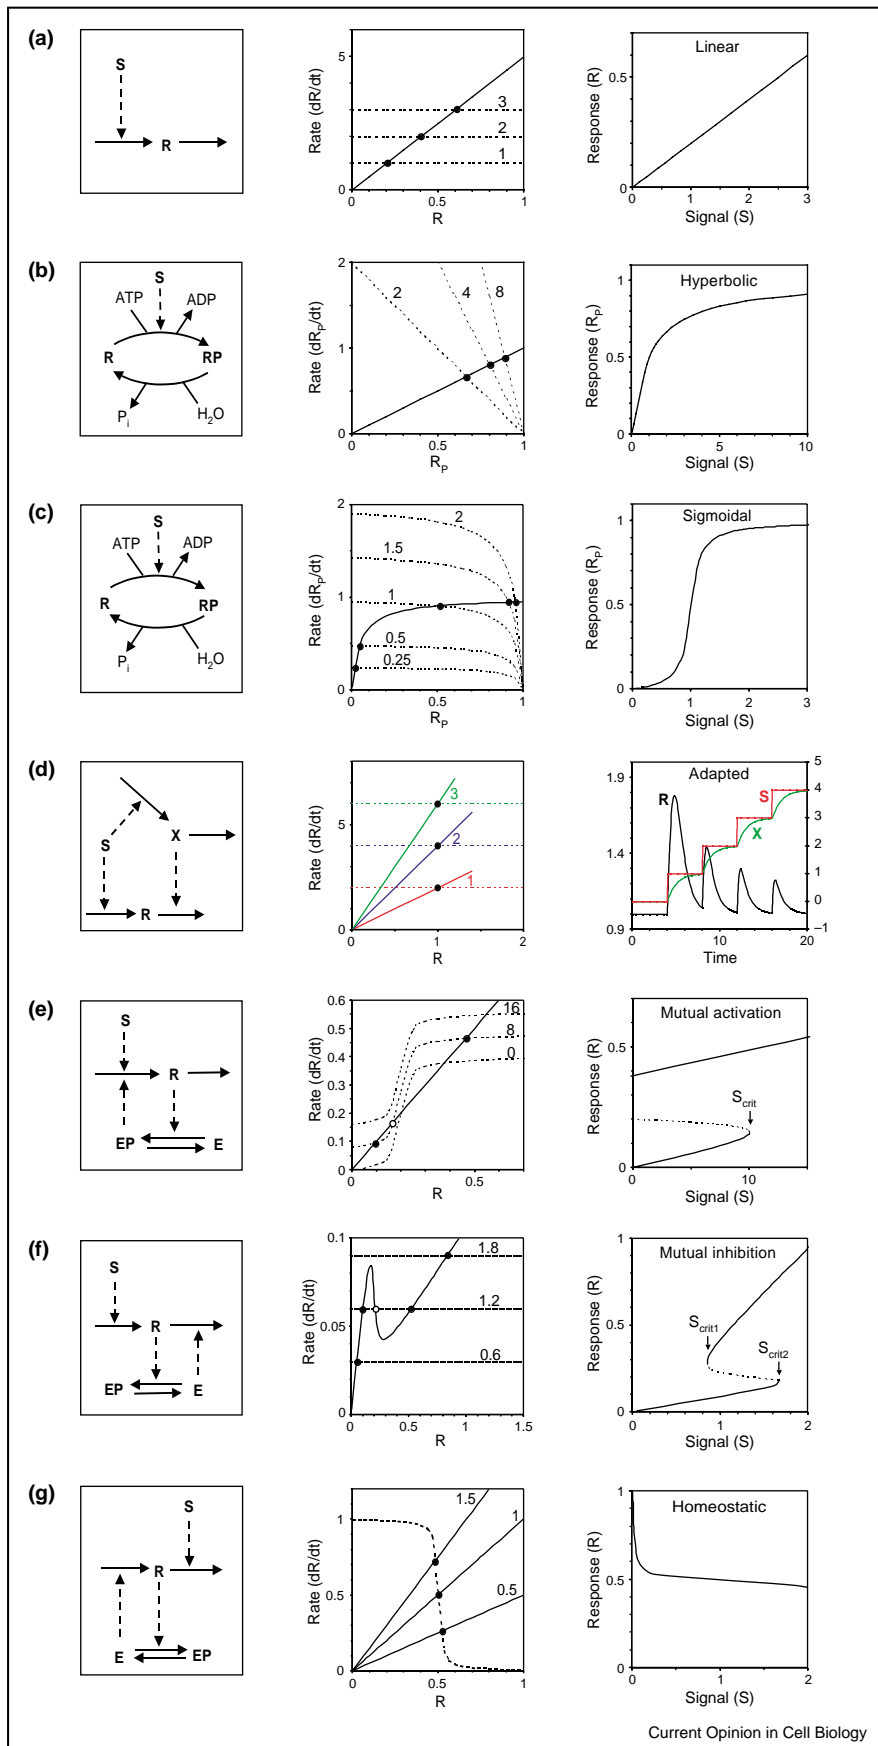 (a)
S
R
Rate (dR/dt)
5
0
3
2
1
0
0.5
1
R
Linear
Response (R)
0.5
0
0
1
2
3
Signal (S)
(b)
S
ATP
ADP
R
RP
Pi
H2O
Rate (dRP/dt)
2
1
0
2
4
8
0
0.5
1
RP
Hyperbolic
Response (RP)
1
0.5
0
0
5
10
Signal (S)
(c)
S
ATP
ADP
R
RP
Pi
H2O
Rate (dRP/dt)
2
1
0
2
1.5
1
0.5
0.25
0
0.5
1
RP
Sigmoidal
Response (RP)
1
0.5
0
0
1
2
3
Signal (S)
(d)
S
X
R
Rate (dR/dt)
5
0
3
2
1
0
1
2
R
Adapted
1.9
1.4
0.9
R
S
X
5
4
3
2
1
0
–1
0
10
20
Time
(e)
S
R
EP
E
Rate (dR/dt)
0.6
0.5
0.4
0.3
0.2
0.1
0
16
8
0
0
0.5
R
Mutual activation
Response (R)
0.5
0
Scrit
0
10
Signal (S)
(f)
S
R
EP
E
Rate (dR/dt)
0.1
0.05
0
1.8
1.2
0.6
0
0.5
1
1.5
R
Mutual inhibition
Response (R)
1
0.5
0
Scrit1
Scrit2
0
1
2
Signal (S)
(g)
S
R
E
EP
Rate (dR/dt)
1
0.5
0
1.5
1
0.5
0
0.5
1
R
Homeostatic
Response (R)
1
0.5
0
0
1
2
Signal (S)
Current Opinion in Cell Biology